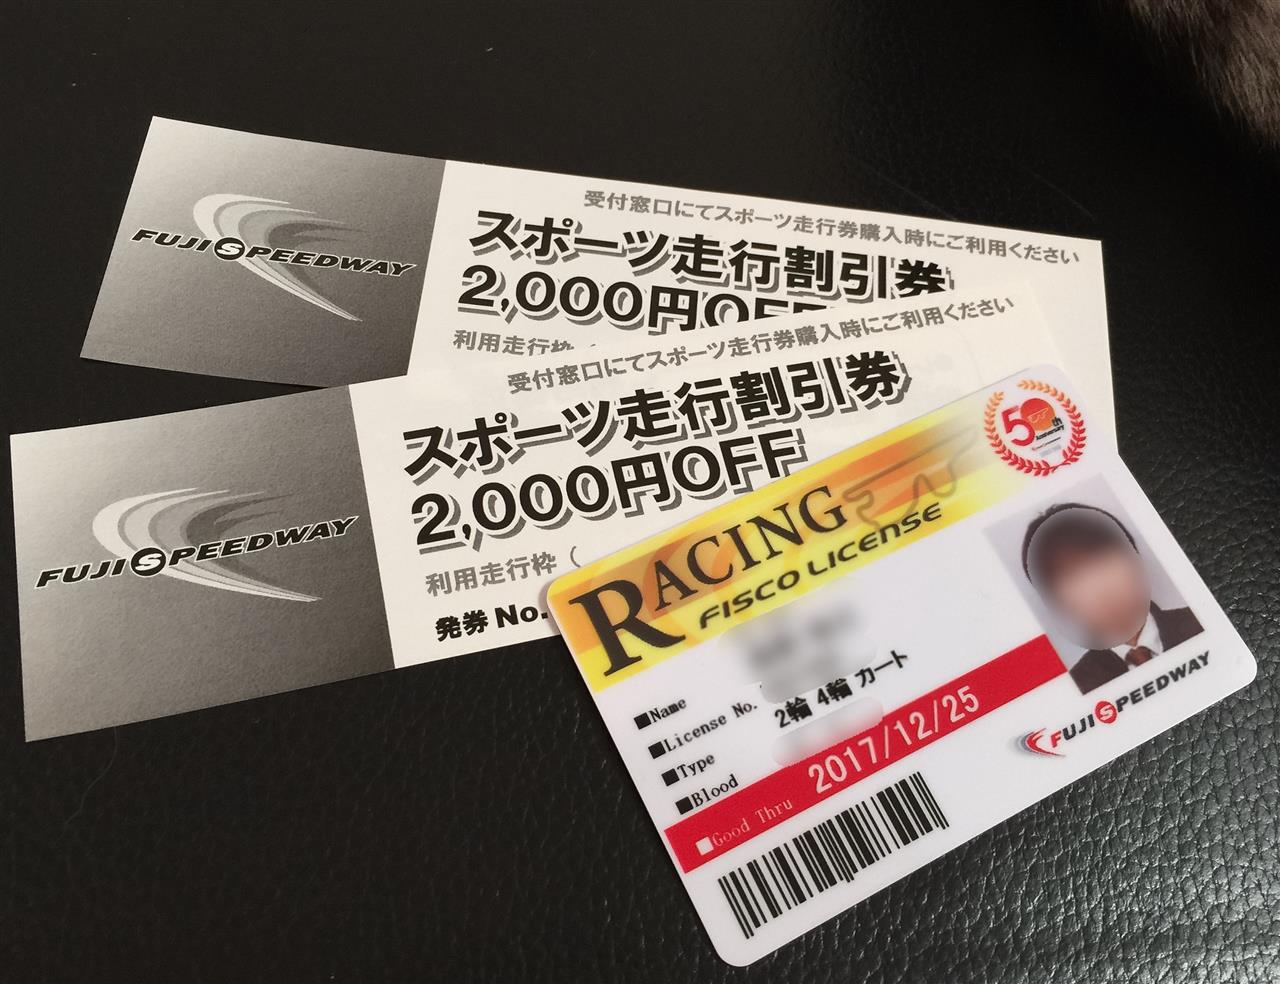 FUJI SPEEDWAY
受付窓口にてスポーツ走行券購入時にご利用ください
スポーツ走行割引券
2,000円OFF
利用走行枠（
FUJI SPEEDWAY
受付窓口にてスポーツ走行券購入時にご利用ください
スポーツ走行割引券
2,000円OFF
利用走行枠（
発券No.
50th
Anniversary
RACING
FISCO LICENSE
■Name
■License No.
■Type 2輪 4輪 カート
■Blood
■Good Thru 2017/12/25
FUJI SPEEDWAY